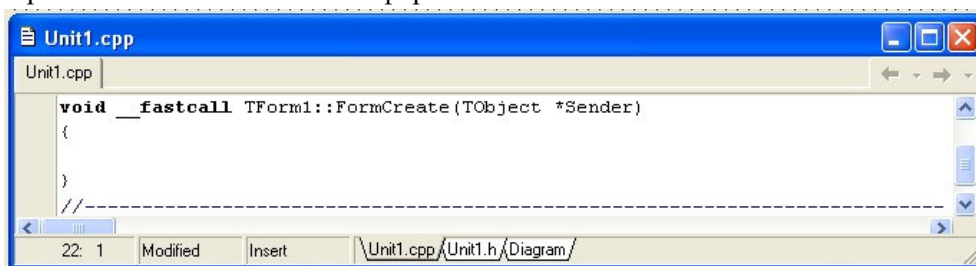 Unit1.cpp
Unit1.cpp
void __fastcall TForm1::FormCreate(TObject *Sender)
{
}
//---------------------------------------------------------------------------
22: 1 Modified Insert \Unit1.cpp/Unit1.h/Diagram/